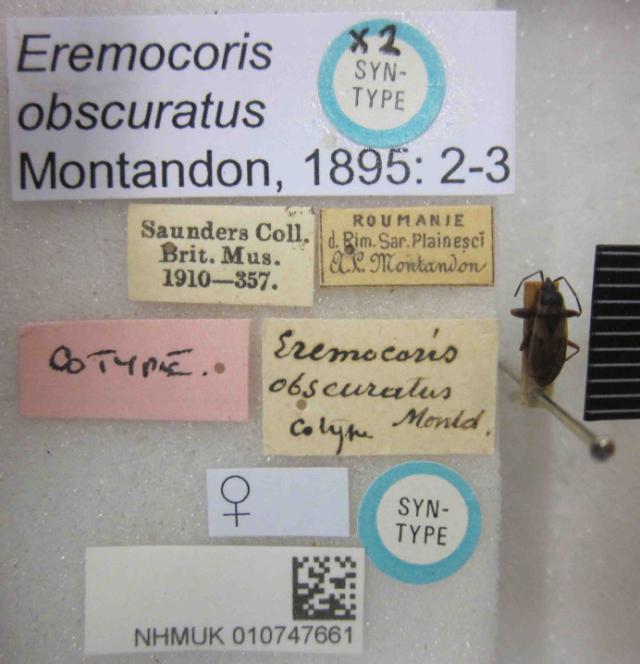 Eremocoris
obscuratus
Montandon, 1895: 2-3
x2
SYN-
TYPE
Saunders Coll.
Brit. Mus.
1910—357.
ROUMANIE
d. Rim. Sar. Plainesci
A.L. Montandon
COTYPE.
Eremocoris
obscuratus
Cotype Montd.
♀
SYN-
TYPE
NHMUK 010747661